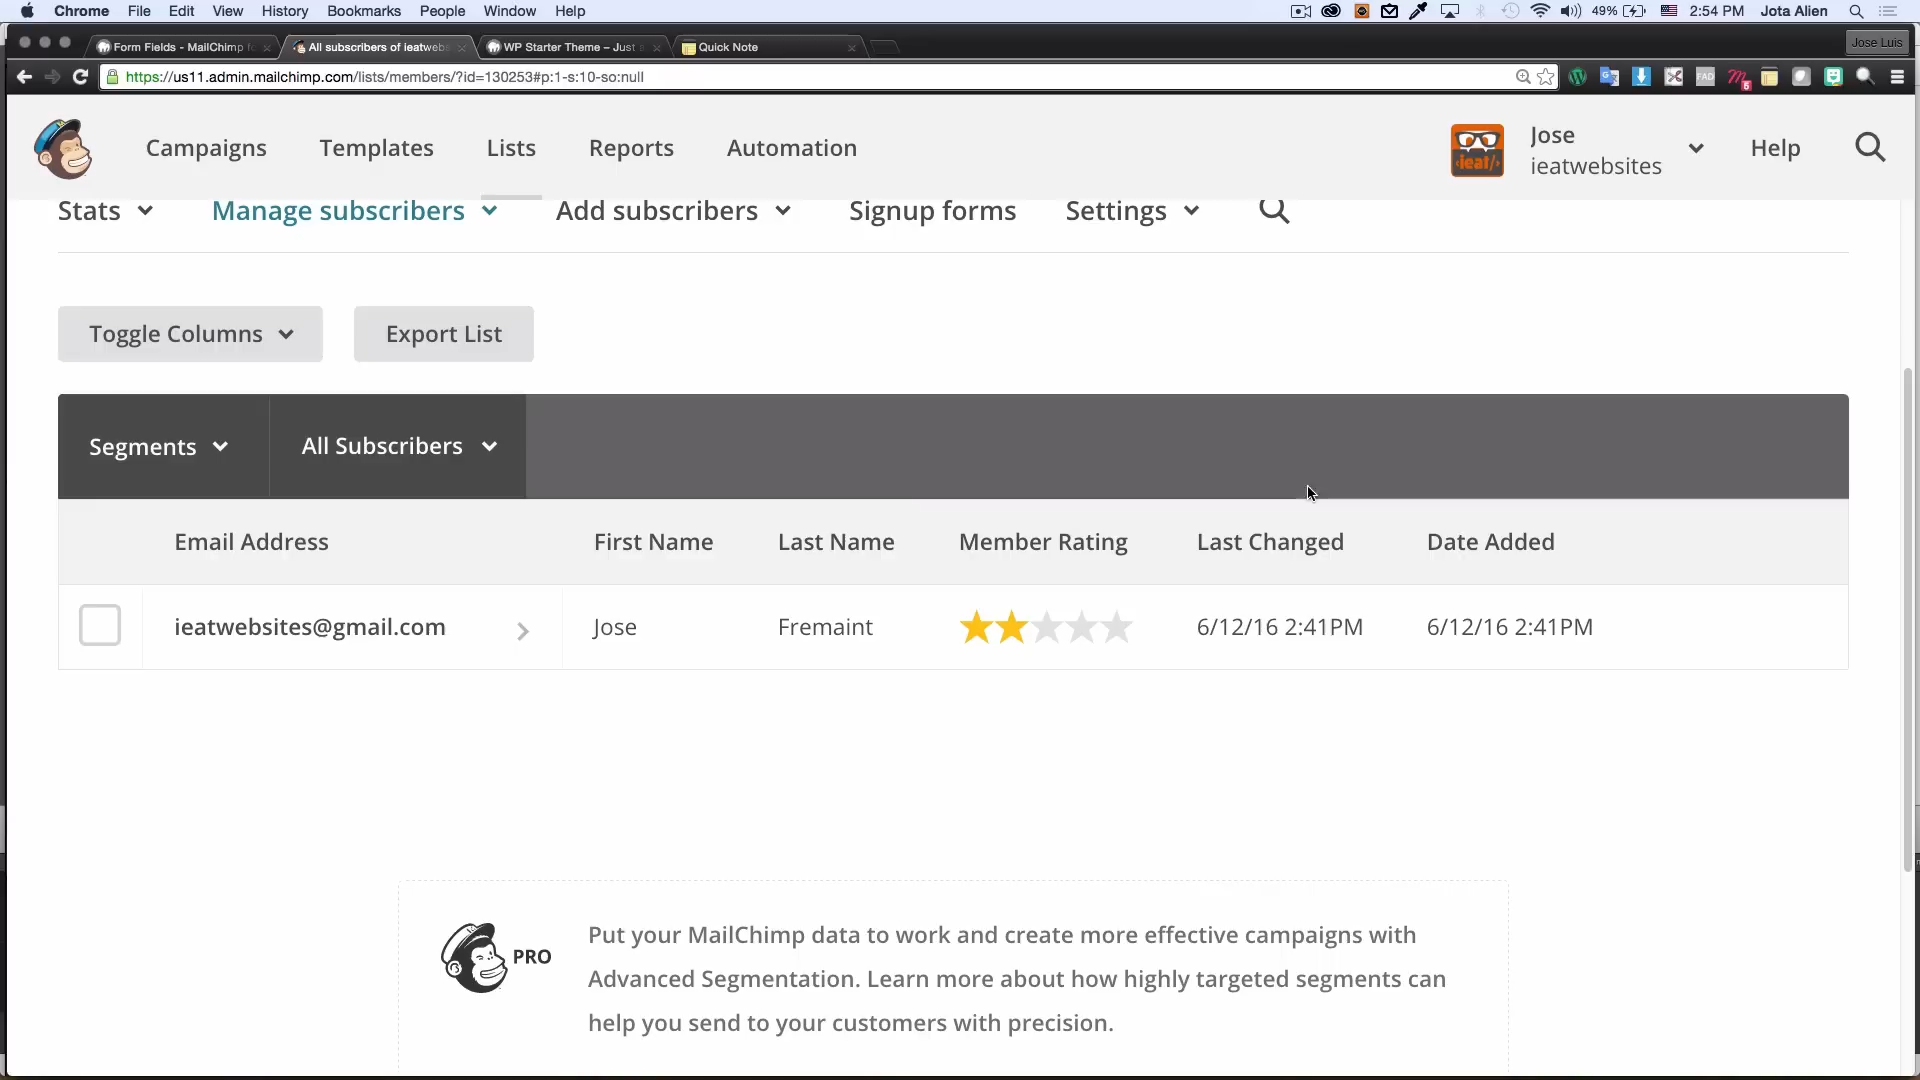 Chrome File Edit View History Bookmarks People Window Help 49% 2:54 PM Jota Alien
Form Fields - MailChimp All subscribers of ieatwebs WP Starter Theme – Just Quick Note Jose Luis
https://us11.admin.mailchimp.com/lists/members/?id=130253#p:1-s:10-so:null FAD 6
Campaigns Templates Lists Reports Automation ‹ieat/› Jose Help
ieatwebsites
Stats Manage subscribers Add subscribers Signup forms Settings
Toggle Columns Export List
Segments All Subscribers
Email Address First Name Last Name Member Rating Last Changed Date Added
ieatwebsites@gmail.com Jose Fremaint 6/12/16 2:41PM 6/12/16 2:41PM
Put your MailChimp data to work and create more effective campaigns with
PRO
Advanced Segmentation. Learn more about how highly targeted segments can
help you send to your customers with precision.